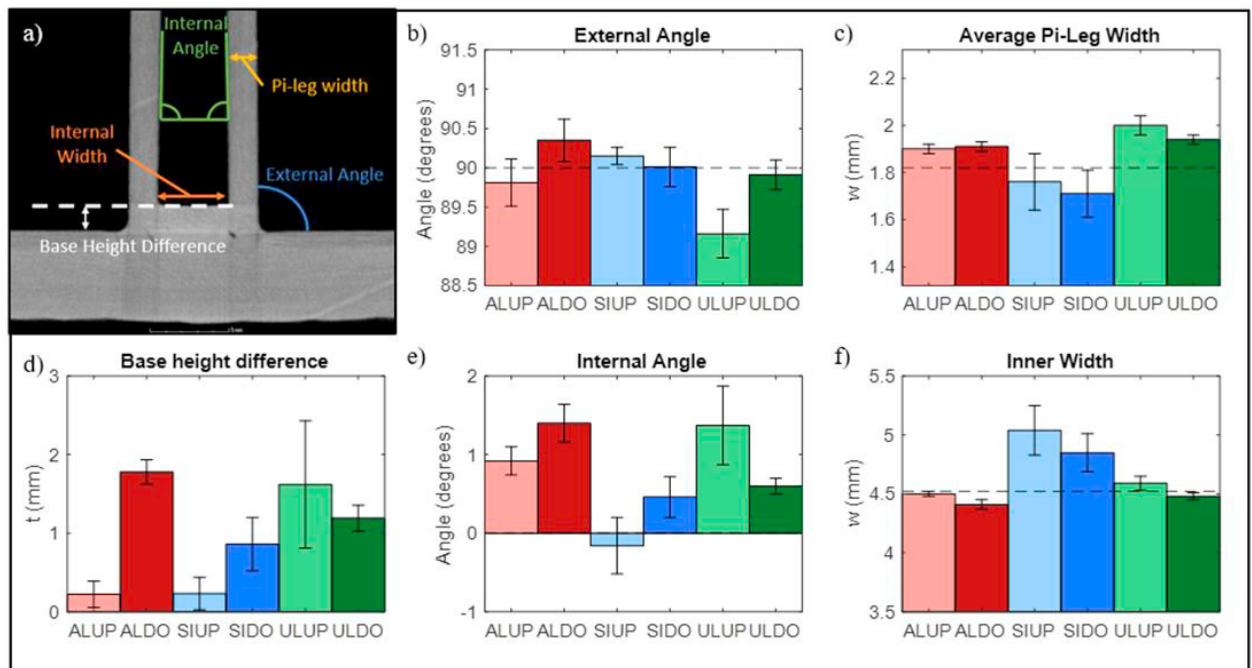 a)
Internal
Angle
Pi-leg width
Internal
Width
External Angle
Base Height Difference
b)
External Angle
Angle (degrees)
91.5
91
90.5
90
89.5
89
88.5
ALUP ALDO SIUP SIDO ULUP ULDO
c)
Average Pi-Leg Width
w (mm)
2.2
2
1.8
1.6
1.4
ALUP ALDO SIUP SIDO ULUP ULDO
d)
Base height difference
t (mm)
3
2
1
0
ALUP ALDO SIUP SIDO ULUP ULDO
e)
Internal Angle
Angle (degrees)
2
1
0
-1
ALUP ALDO SIUP SIDO ULUP ULDO
f)
Inner Width
w (mm)
5.5
5
4.5
4
3.5
ALUP ALDO SIUP SIDO ULUP ULDO